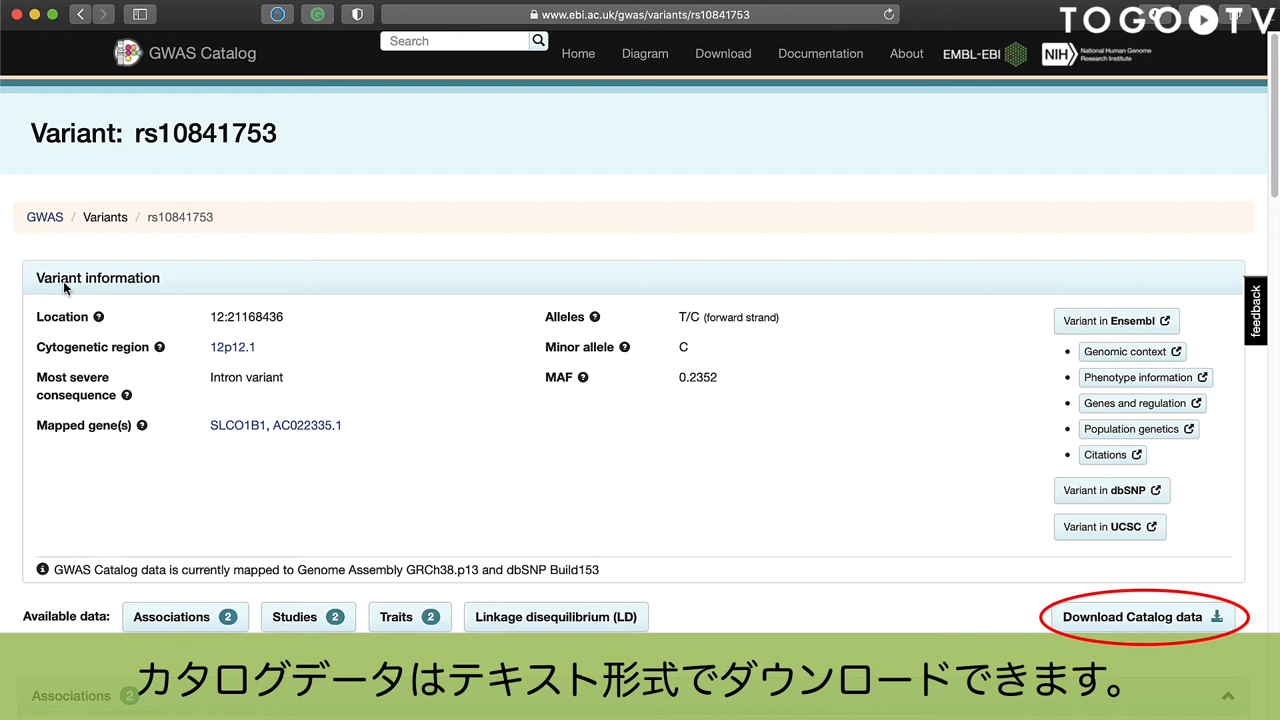 www.ebi.ac.uk/gwas/variants/rs10841753
TOGO TV
GWAS Catalog
Search
Home
Diagram
Download
Documentation
About
EMBL-EBI
NIH
National Human Genome
Research Institute
Variant: rs10841753
GWAS / Variants / rs10841753
Variant information
feedback
Location
12:21168436
Cytogenetic region
12p12.1
Most severe
consequence
Intron variant
Mapped gene(s)
SLCO1B1, AC022335.1
Alleles
T/C (forward strand)
Minor allele
C
MAF
0.2352
Variant in Ensembl
Genomic context
Phenotype information
Genes and regulation
Population genetics
Citations
Variant in dbSNP
Variant in UCSC
GWAS Catalog data is currently mapped to Genome Assembly GRCh38.p13 and dbSNP Build153
Available data:
Associations 2
Studies 2
Traits 2
Linkage disequilibrium (LD)
Download Catalog data
Associations 2
カタログデータはテキスト形式でダウンロードできます。